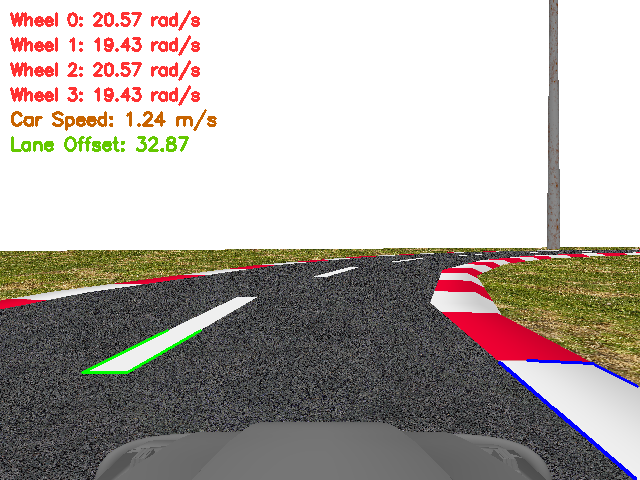 Wheel 0: 20.57 rad/s
Wheel 1: 19.43 rad/s
Wheel 2: 20.57 rad/s
Wheel 3: 19.43 rad/s
Car Speed: 1.24 m/s
Lane Offset: 32.87